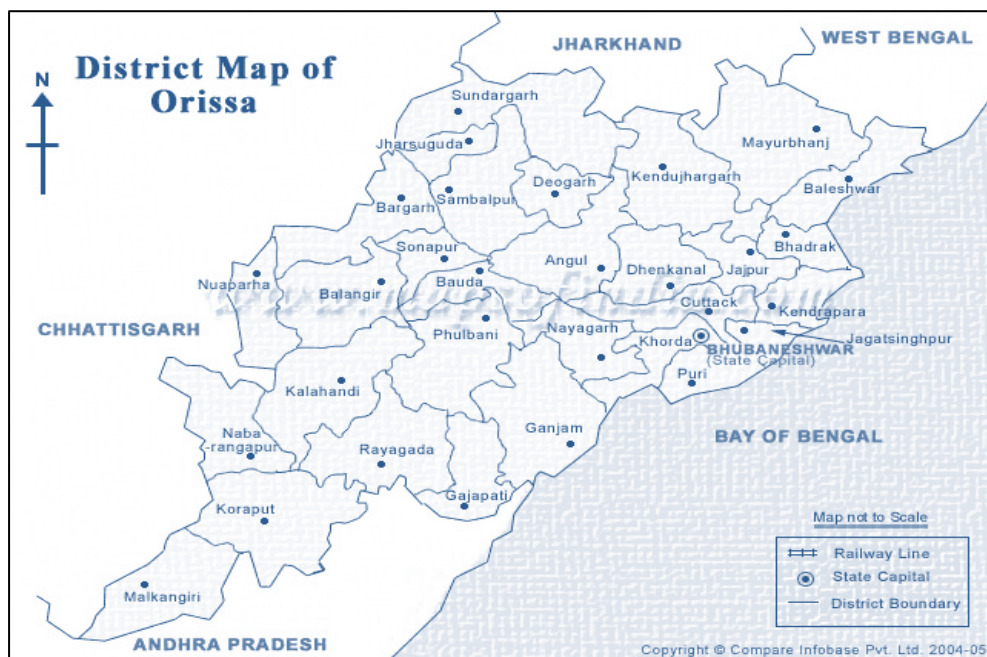 JHARKHAND
WEST BENGAL
District Map of
Orissa
N
Sundargarh
Jharsuguda
Mayurbhanj
Kendujhargarh
Deogarh
Baleshwar
Bargarh
Sambalpur
Sonapur
Bhadrak
Angul
Dhenkanal
Jajpur
Nuaparha
Bauda
Balangir
Cuttack
Kendrapara
CHHATTISGARH
Phulbani
Nayagarh
Khorda
Jagatsinghpur
BHUBANESHWAR
(State Capital)
Puri
Kalahandi
Naba
-rangapur
Rayagada
Ganjam
BAY OF BENGAL
Gajapati
Koraput
Map not to Scale
Railway Line
State Capital
District Boundary
Malkangiri
ANDHRA PRADESH
Copyright © Compare Infobase Pvt. Ltd. 2004-05